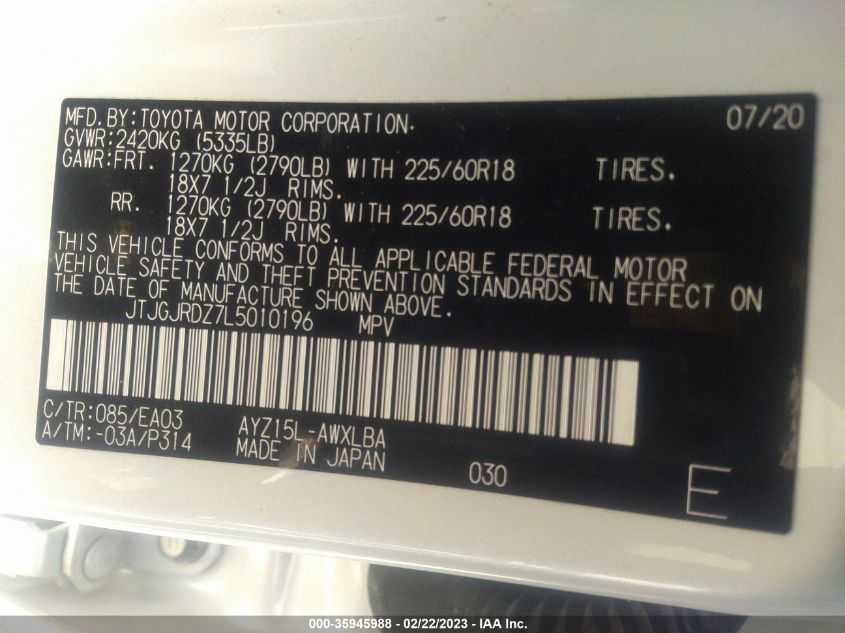 MFD. BY: TOYOTA MOTOR CORPORATION. 07/20
GVWR: 2420KG (5335LB)
GAWR: FRT. 1270KG (2790LB) WITH 225/60R18 TIRES.
18X7 1/2J RIMS.
RR. 1270KG (2790LB) WITH 225/60R18 TIRES.
18X7 1/2J RIMS.
THIS VEHICLE CONFORMS TO ALL APPLICABLE FEDERAL MOTOR
VEHICLE SAFETY AND THEFT PREVENTION STANDARDS IN EFFECT ON
THE DATE OF MANUFACTURE SHOWN ABOVE.
JTJGJRDZ7L5010196 MPV
C/TR: 085/EA03 AYZ15L-AWXLBA
A/TM: -03A/P314 MADE IN JAPAN
030
E
000-35945988 - 02/22/2023 - IAA Inc.